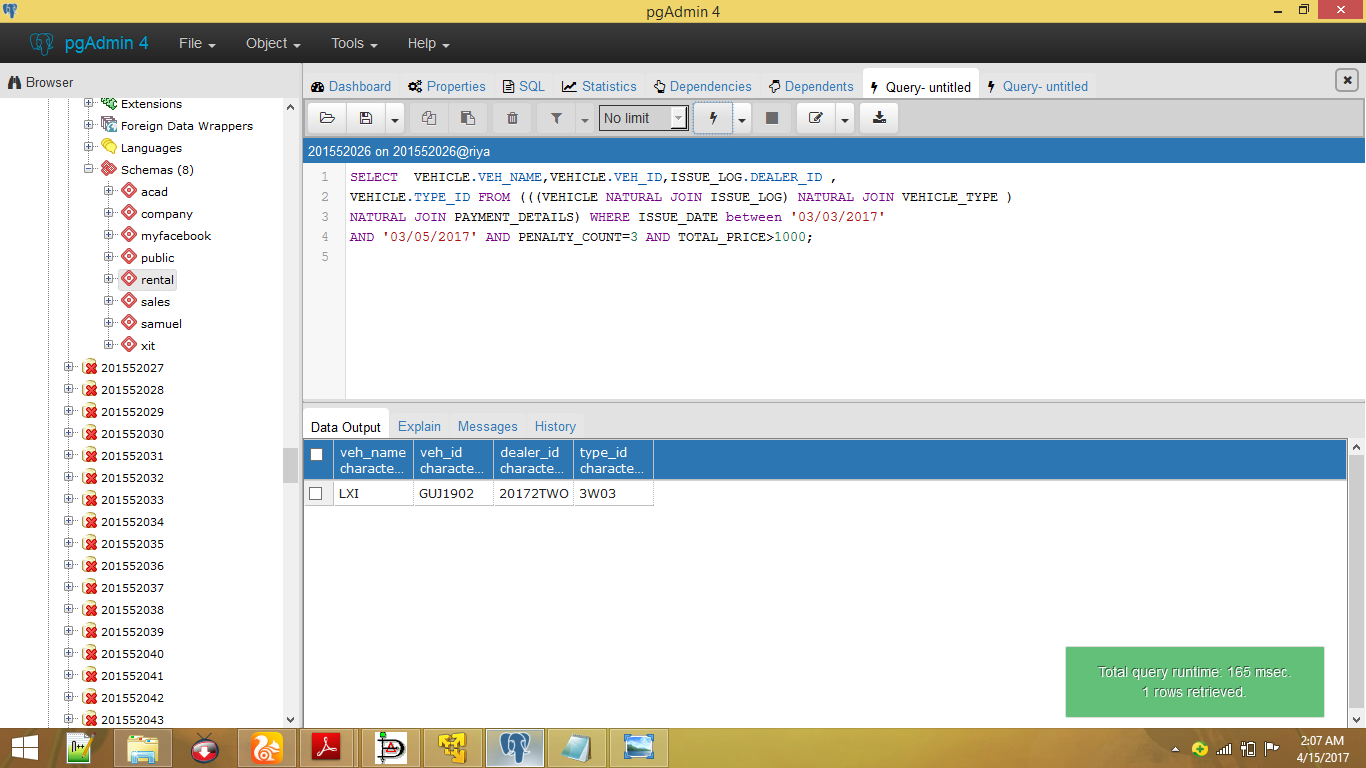 pgAdmin 4
pgAdmin 4 File Object Tools Help
Browser
Dashboard Properties SQL Statistics Dependencies Dependents Query- untitled Query- untitled
Extensions
Foreign Data Wrappers
Languages
Schemas (8)
acad
company
myfacebook
public
rental
sales
samuel
xit
201552027
201552028
201552029
201552030
201552031
201552032
201552033
201552034
201552035
201552036
201552037
201552038
201552039
201552040
201552041
201552042
201552043
No limit
201552026 on 201552026@riya
1 SELECT VEHICLE.VEH_NAME,VEHICLE.VEH_ID,ISSUE_LOG.DEALER_ID ,
2 VEHICLE.TYPE_ID FROM (((VEHICLE NATURAL JOIN ISSUE_LOG) NATURAL JOIN VEHICLE_TYPE )
3 NATURAL JOIN PAYMENT_DETAILS) WHERE ISSUE_DATE between '03/03/2017'
4 AND '03/05/2017' AND PENALTY_COUNT=3 AND TOTAL_PRICE>1000;
5
Data Output Explain Messages History
veh_name veh_id dealer_id type_id
characte... characte... characte... characte...
LXI GUJ1902 20172TWO 3W03
Total query runtime: 165 msec.
1 rows retrieved.
2:07 AM
4/15/2017